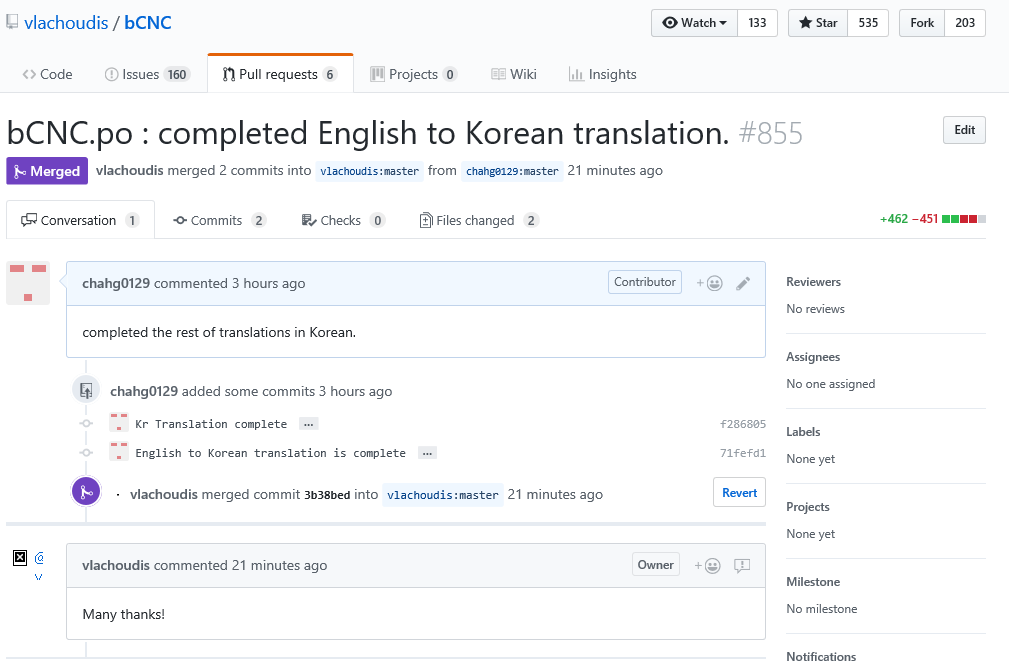 vlachoudis / bCNC
Watch 133 Star 535 Fork 203
Code Issues 160 Pull requests 6 Projects 0 Wiki Insights
bCNC.po : completed English to Korean translation. #855
Edit
Merged vlachoudis merged 2 commits into vlachoudis:master from chahg0129:master 21 minutes ago
Conversation 1 Commits 2 Checks 0 Files changed 2 +462 −451
chahg0129 commented 3 hours ago Contributor +
completed the rest of translations in Korean.
chahg0129 added some commits 3 hours ago
Kr Translation complete … f286805
English to Korean translation is complete … 71fefd1
· vlachoudis merged commit 3b38bed into vlachoudis:master 21 minutes ago Revert
@v
vlachoudis commented 21 minutes ago Owner +
Many thanks!
Reviewers
No reviews
Assignees
No one assigned
Labels
None yet
Projects
None yet
Milestone
No milestone
Notifications